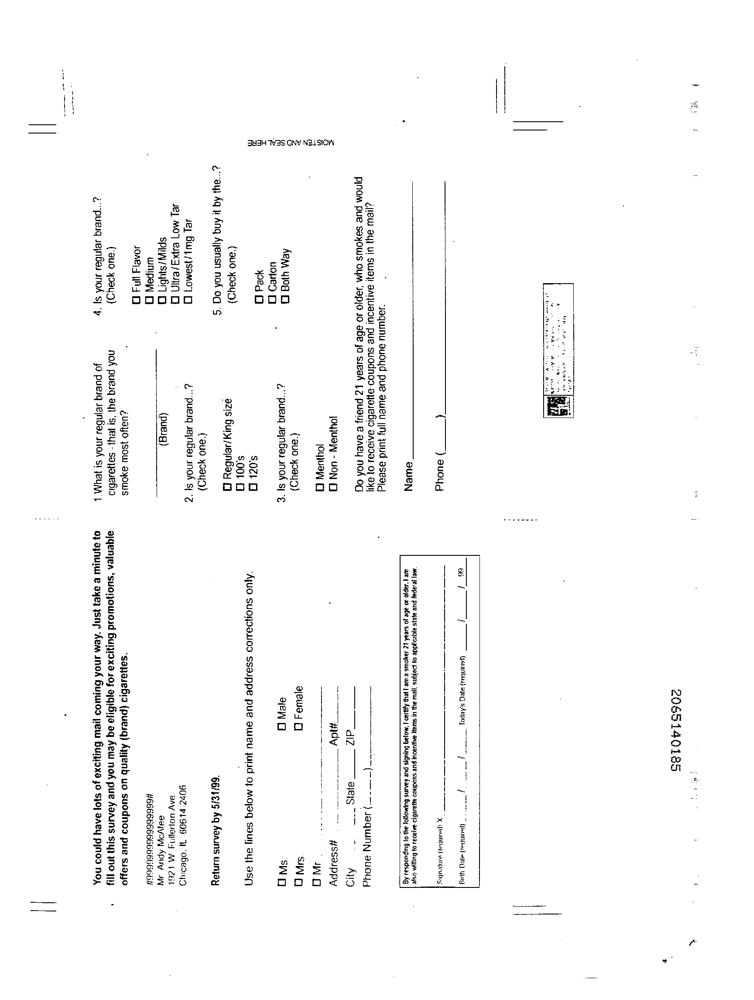 You could have lots of exciting mail coming your way. Just take a minute to
fill out this survey and you may be eligible for exciting promotions, valuable
offers and coupons on quality (brand) cigarettes.
Mr Andy McAfee
1921 W Fullerton Ave
Chicago, IL 60614-2406
Return survey by 5/31/99.
Use the lines below to print name and address corrections only.
☐ Ms. ☐ Male
☐ Mrs ☐ Female
☐ Mr
Address# Apt#
City State ZIP
Phone Number ( )
By responding to the following survey and signing below, I certify that I am a smoker 21 years of age or older. I am
also willing to receive cigarette coupons and incentive items in the mail, subject to applicable state and federal law.
Signature (required) X
Birth Date (required) / / Today's Date (required) / / 99
1. What is your regular brand of
cigarettes - that is, the brand you
smoke most often?
(Brand)
2. Is your regular brand...?
(Check one.)
☐ Regular/King size
☐ 100's
☐ 120's
3. Is your regular brand...?
(Check one.)
☐ Menthol
☐ Non - Menthol
4. Is your regular brand...?
(Check one.)
☐ Full Flavor
☐ Medium
☐ Lights/Milds
☐ Ultra/Extra Low Tar
☐ Lowest/1mg Tar
5. Do you usually buy it by the...?
(Check one.)
☐ Pack
☐ Carton
☐ Both Way
Do you have a friend 21 years of age or older, who smokes and would
like to receive cigarette coupons and incentive items in the mail?
Please print full name and phone number.
Name
Phone ( )
MOISTEN AND SEAL HERE
2065140185